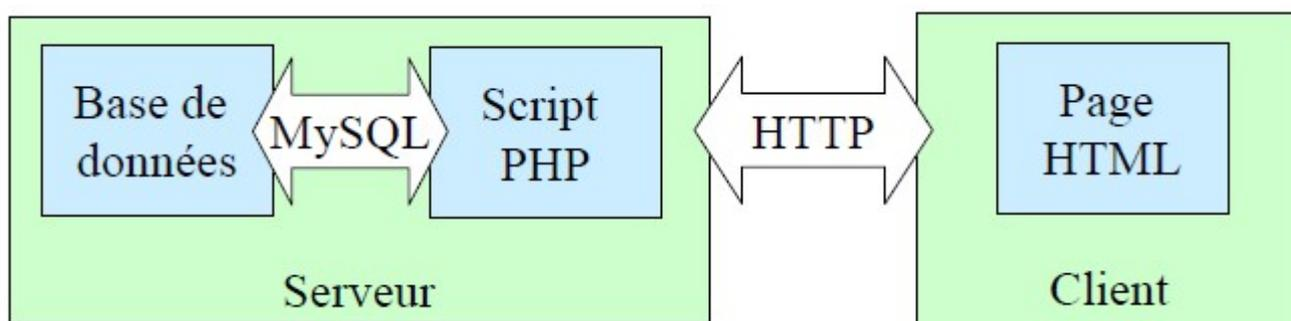 Base de
données
MySQL
Script
PHP
HTTP
Page
HTML
Serveur
Client